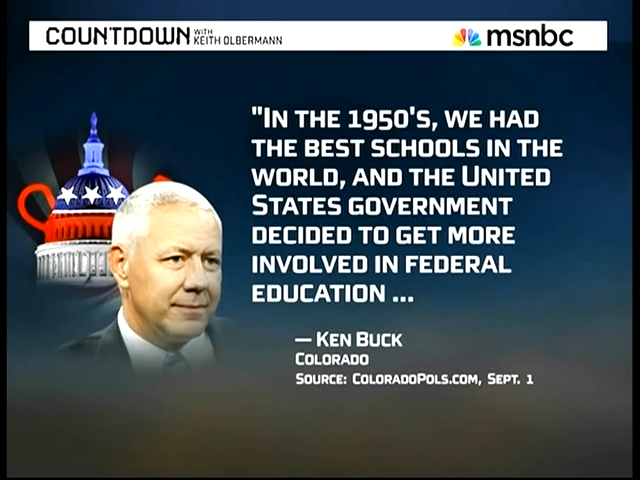 COUNTDOWN WITH KEITH OLBERMANN
msnbc
"IN THE 1950'S, WE HAD
THE BEST SCHOOLS IN THE
WORLD, AND THE UNITED
STATES GOVERNMENT
DECIDED TO GET MORE
INVOLVED IN FEDERAL
EDUCATION ...
— KEN BUCK
COLORADO
SOURCE: COLORADOPOLS.COM, SEPT. 1